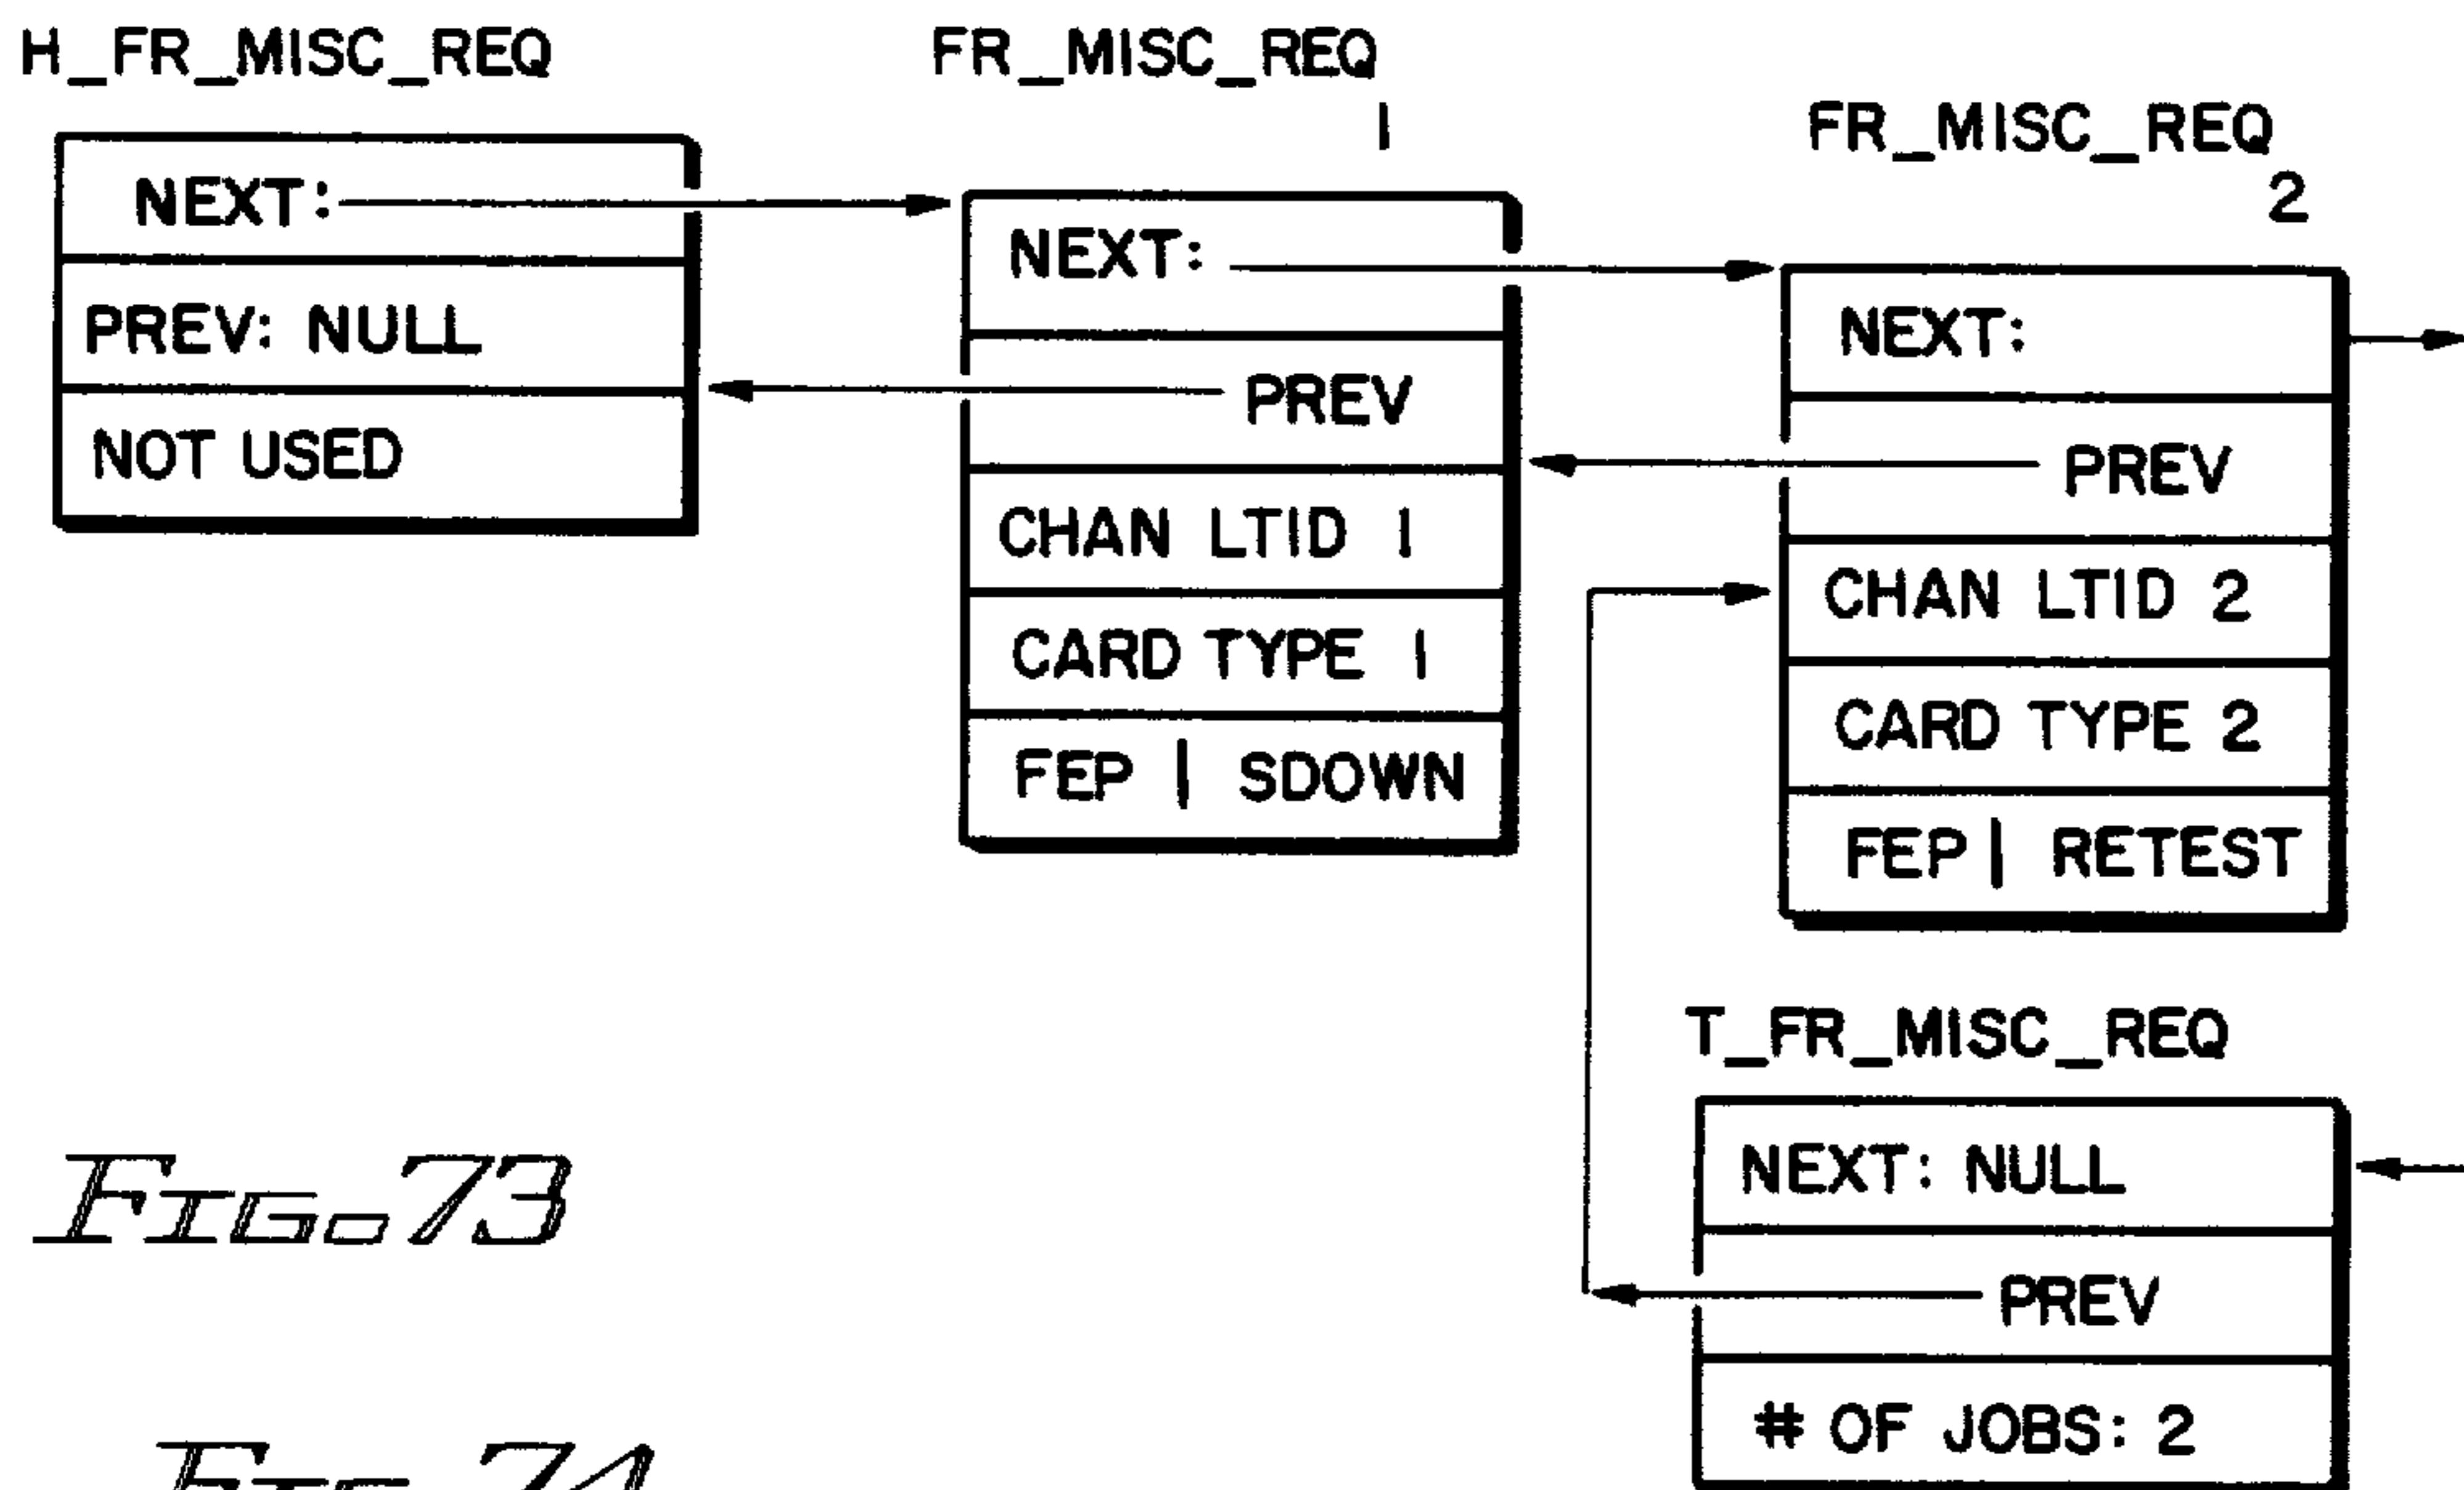 H_FR_MISC_REQ
NEXT:
PREV: NULL
NOT USED
FR_MISC_REQ
1
NEXT:
PREV
CHAN LTID 1
CARD TYPE 1
FEP | SDOWN
FR_MISC_REQ
2
NEXT:
PREV
CHAN LTID 2
CARD TYPE 2
FEP | RETEST
T_FR_MISC_REQ
NEXT: NULL
PREV
# OF JOBS: 2
FIG. 73
FIG. 74